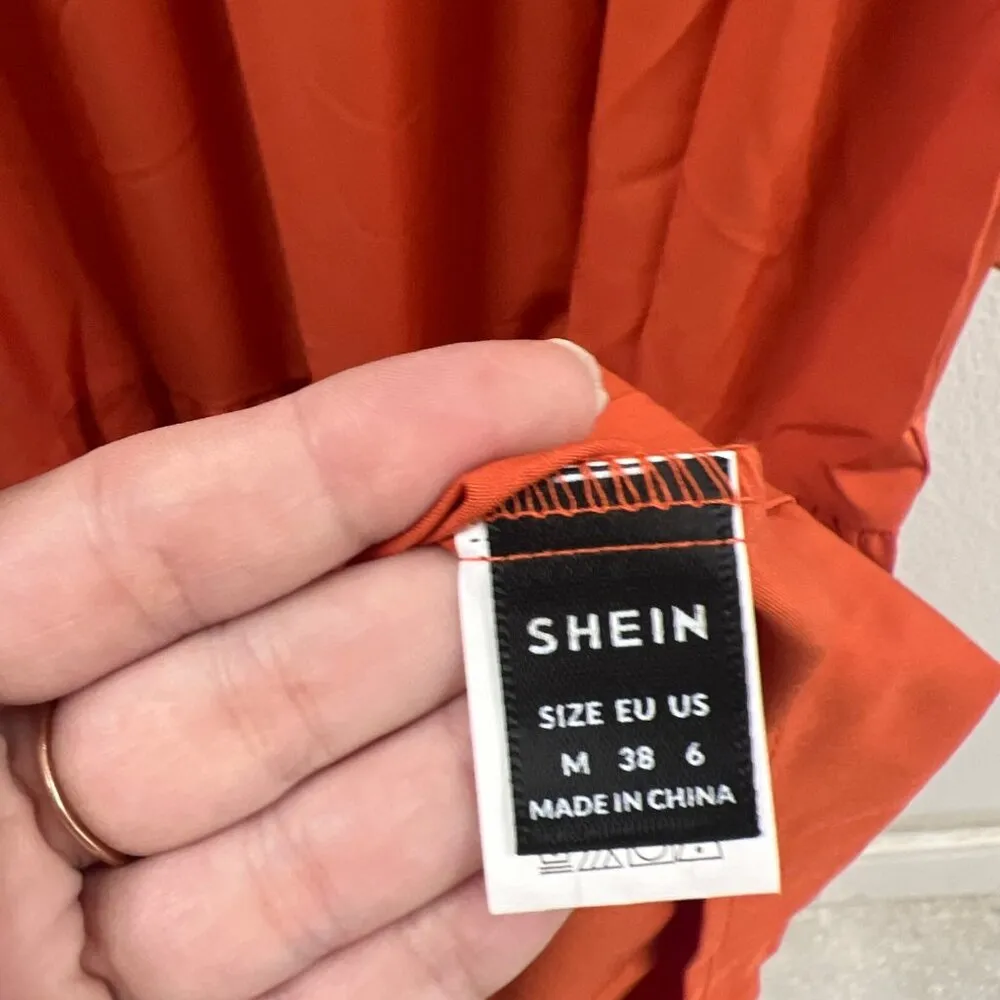 SHEIN
SIZE EU US
M 38 6
MADE IN CHINA